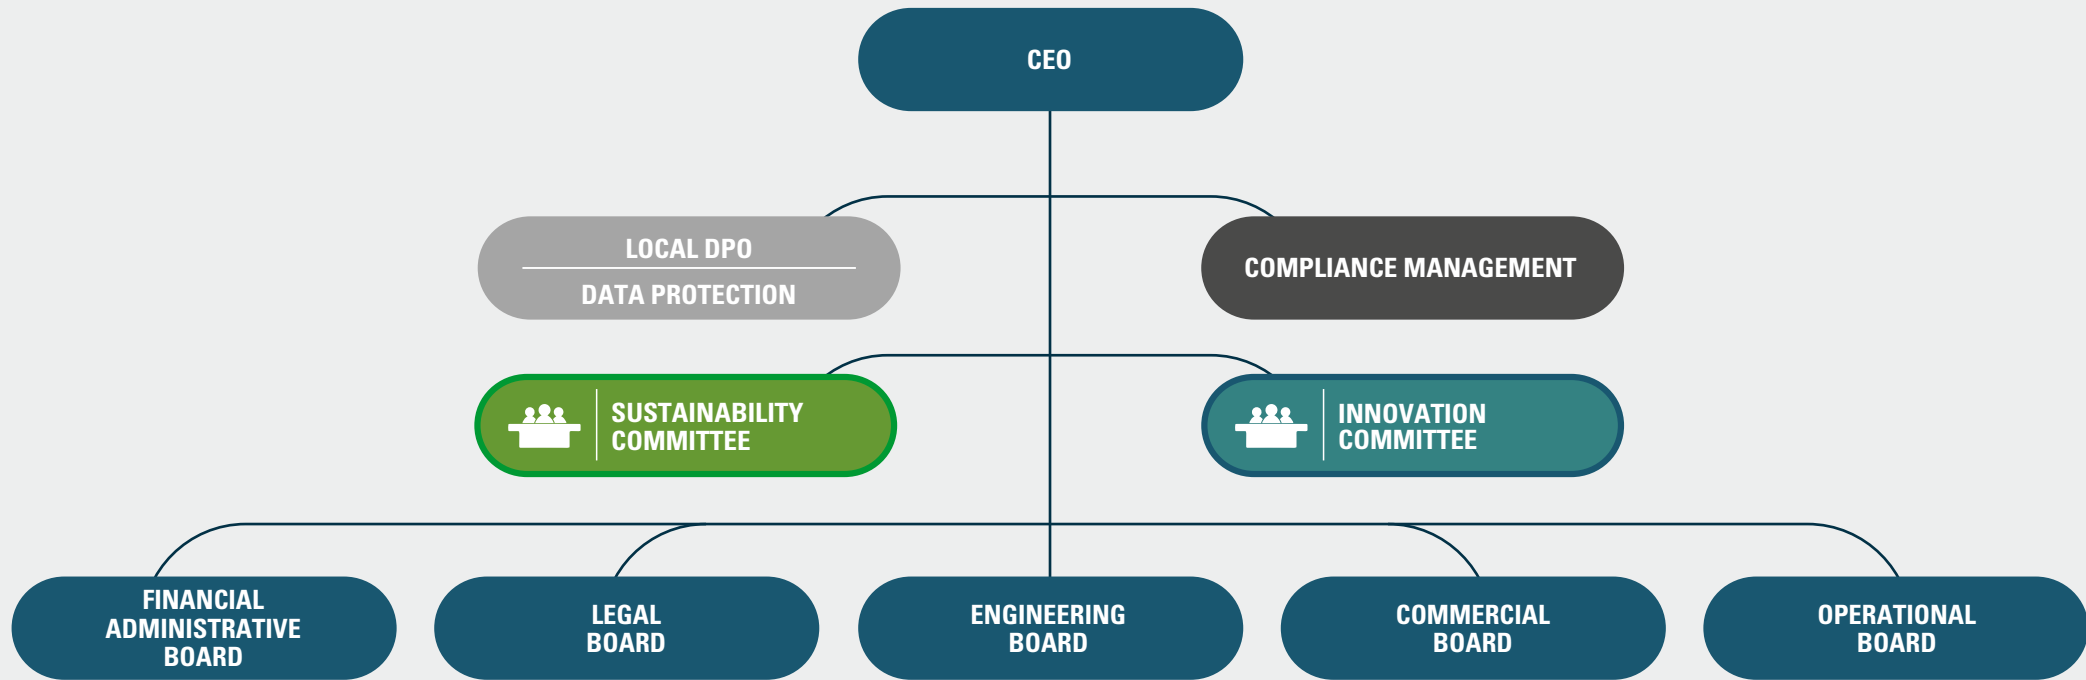 CEO
LOCAL DPO
DATA PROTECTION
COMPLIANCE MANAGEMENT
SUSTAINABILITY
COMMITTEE
INNOVATION
COMMITTEE
FINANCIAL
ADMINISTRATIVE
BOARD
LEGAL
BOARD
ENGINEERING
BOARD
COMMERCIAL
BOARD
OPERATIONAL
BOARD